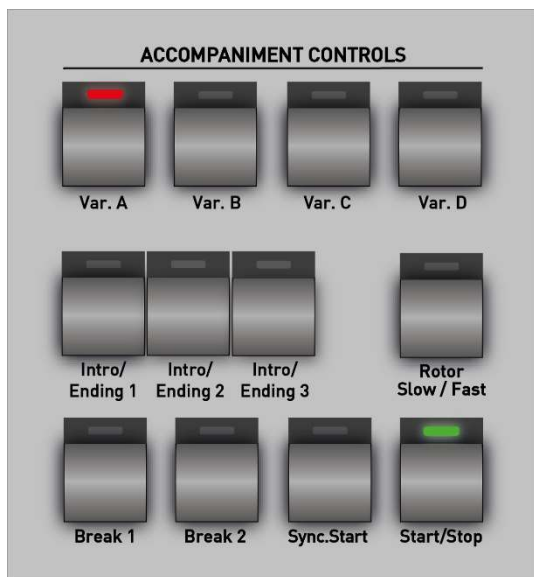 ACCOMPANIMENT CONTROLS
Var. A
Var. B
Var. C
Var. D
Intro/
Ending 1
Intro/
Ending 2
Intro/
Ending 3
Rotor
Slow / Fast
Break 1
Break 2
Sync.Start
Start/Stop